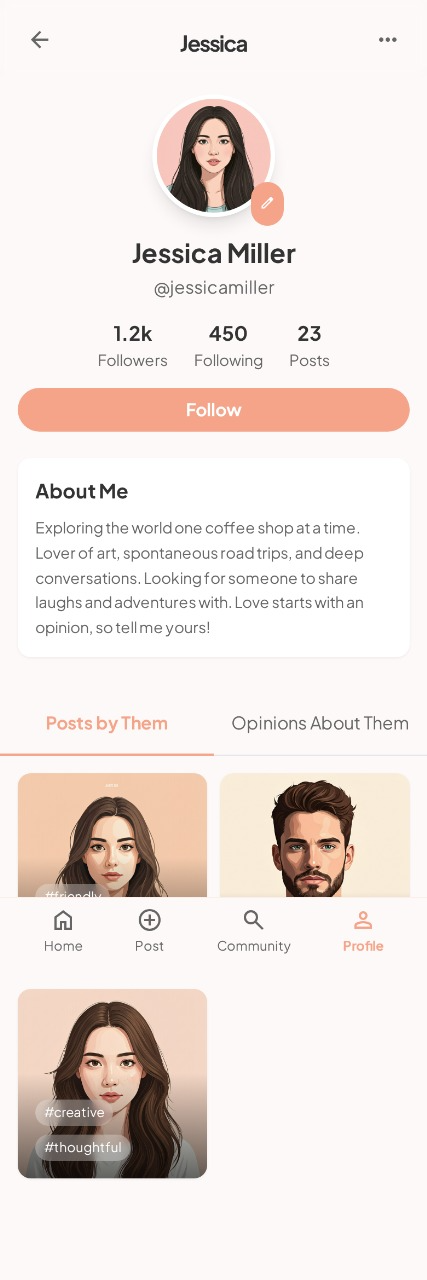 Jessica
Jessica Miller
@jessicamiller
1.2k 450 23
Followers Following Posts
Follow
About Me
Exploring the world one coffee shop at a time.
Lover of art, spontaneous road trips, and deep
conversations. Looking for someone to share
laughs and adventures with. Love starts with an
opinion, so tell me yours!
Posts by Them Opinions About Them
#friendly
Home Post Community Profile
#creative
#thoughtful